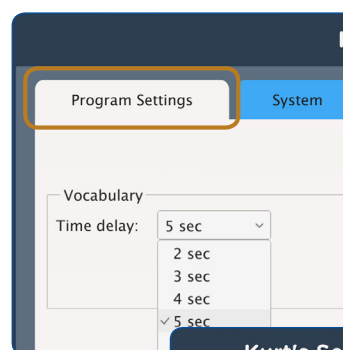 Program Settings
System
Vocabulary
Time delay:
5 sec
2 sec
3 sec
4 sec
✓ 5 sec